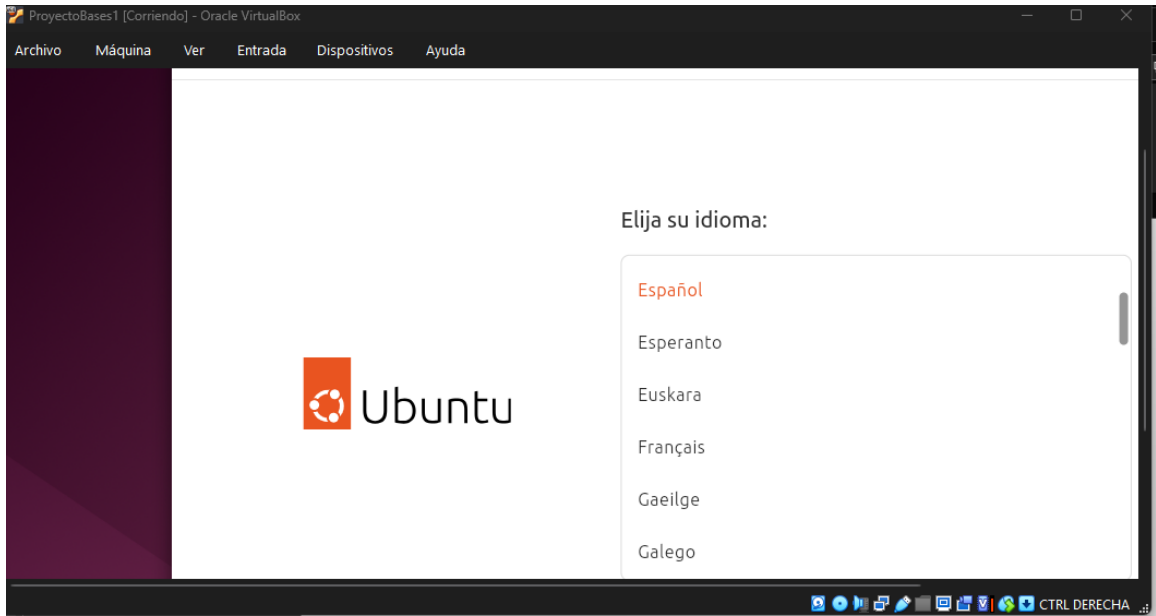 ProyectoBases1 [Corriendo] - Oracle VirtualBox
Archivo Máquina Ver Entrada Dispositivos Ayuda
Elija su idioma:
Español
Esperanto
Euskara
Français
Gaeilge
Galego
Ubuntu
CTRL DERECHA